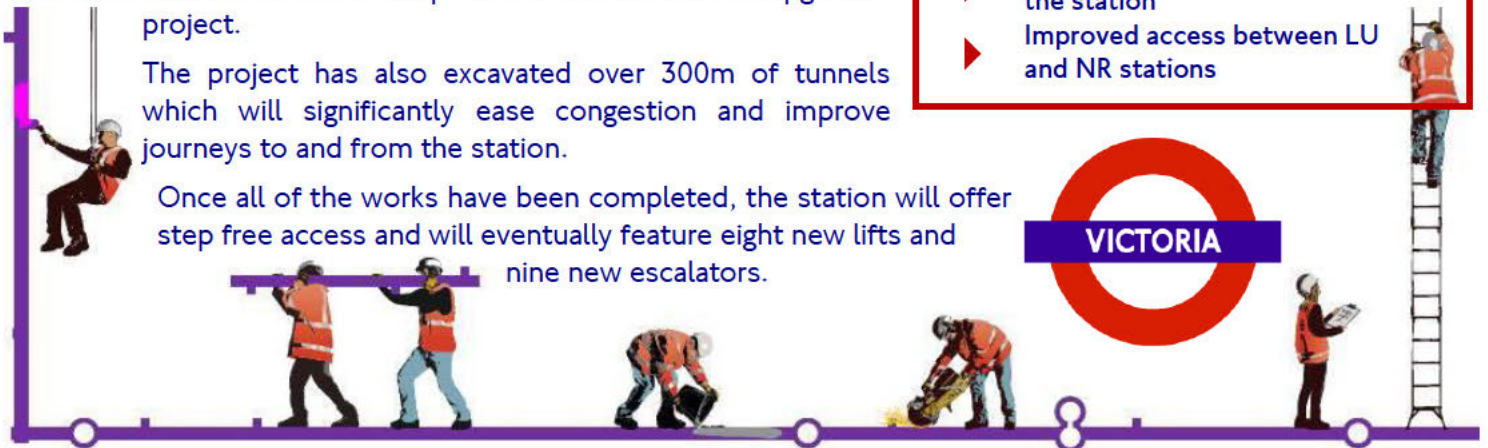 project.
The project has also excavated over 300m of tunnels
which will significantly ease congestion and improve
journeys to and from the station.
Once all of the works have been completed, the station will offer
step free access and will eventually feature eight new lifts and
nine new escalators.
the station
Improved access between LU
and NR stations
VICTORIA